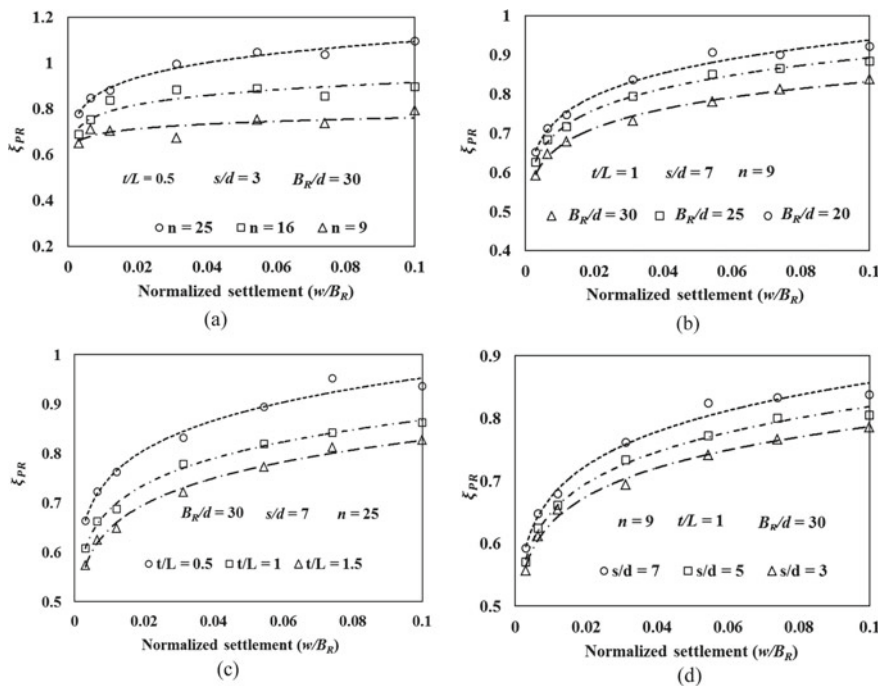 (a)
1.2
1
0.8
0.6
0.4
0.2
ξPR
t/L = 0.5 s/d = 3 BR/d = 30
n = 25 n = 16 n = 9
0 0.02 0.04 0.06 0.08 0.1
Normalized settlement (w/BR)
(a)
1
0.9
0.8
0.7
0.6
0.5
0.4
ξPR
t/L = 1 s/d = 7 n = 9
BR/d = 30 BR/d = 25 BR/d = 20
0 0.02 0.04 0.06 0.08 0.1
Normalized settlement (w/BR)
(b)
1
0.9
0.8
0.7
0.6
0.5
ξPR
BR/d = 30 s/d = 7 n = 25
t/L = 0.5 t/L = 1 t/L = 1.5
0 0.02 0.04 0.06 0.08 0.1
Normalized settlement (w/BR)
(c)
0.9
0.8
0.7
0.6
0.5
ξPR
n = 9 t/L = 1 BR/d = 30
s/d = 7 s/d = 5 s/d = 3
0 0.02 0.04 0.06 0.08 0.1
Normalized settlement (w/BR)
(d)